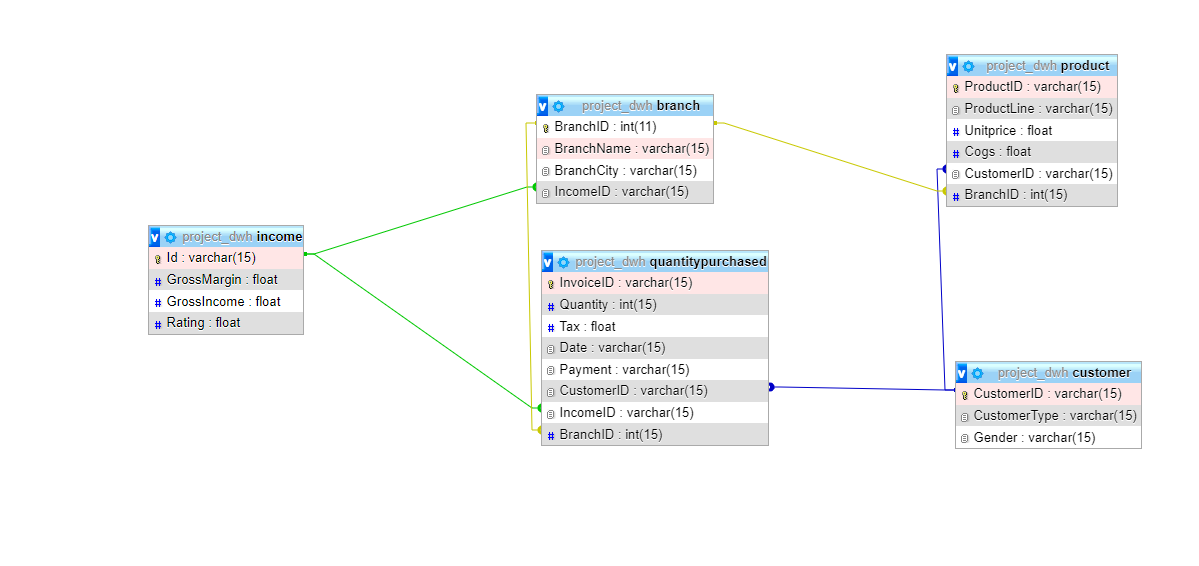 v project_dwh income
Id : varchar(15)
# GrossMargin : float
# GrossIncome : float
# Rating : float
v project_dwh branch
BranchID : int(11)
BranchName : varchar(15)
BranchCity : varchar(15)
IncomeID : varchar(15)
v project_dwh quantitypurchased
InvoiceID : varchar(15)
# Quantity : int(15)
# Tax : float
Date : varchar(15)
Payment : varchar(15)
CustomerID : varchar(15)
IncomeID : varchar(15)
# BranchID : int(15)
v project_dwh product
ProductID : varchar(15)
ProductLine : varchar(15)
# Unitprice : float
# Cogs : float
CustomerID : varchar(15)
# BranchID : int(15)
v project_dwh customer
CustomerID : varchar(15)
CustomerType : varchar(15)
Gender : varchar(15)